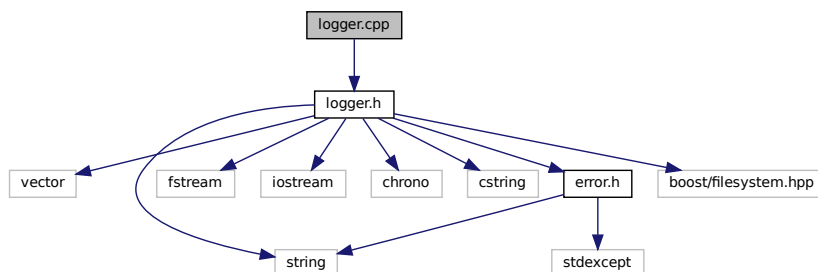 logger.cpp
logger.h
vector
fstream
iostream
chrono
cstring
error.h
boost/filesystem.hpp
string
stdexcept